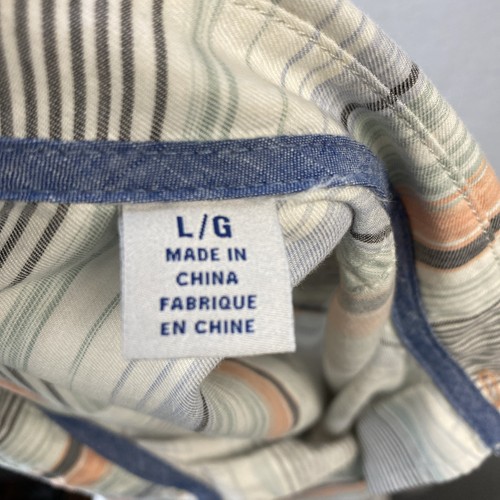 L/G
MADE IN
CHINA
FABRIQUE
EN CHINE